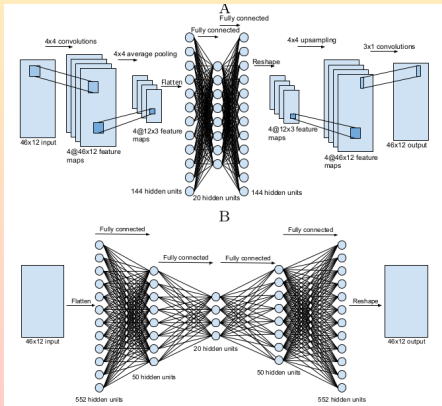 A
Fully connected
Fully connected
4x4 convolutions
4x4 average pooling
Flatten
Reshape
4x4 upsampling
3x1 convolutions
46x12 input
4@46x12 feature
maps
4@12x3 feature
maps
144 hidden units
20 hidden units
144 hidden units
4@12x3 feature
maps
4@46x12 feature
maps
46x12 output
B
Fully connected
Fully connected
Fully connected
Fully connected
Flatten
Reshape
46x12 input
552 hidden units
50 hidden units
20 hidden units
50 hidden units
552 hidden units
46x12 output